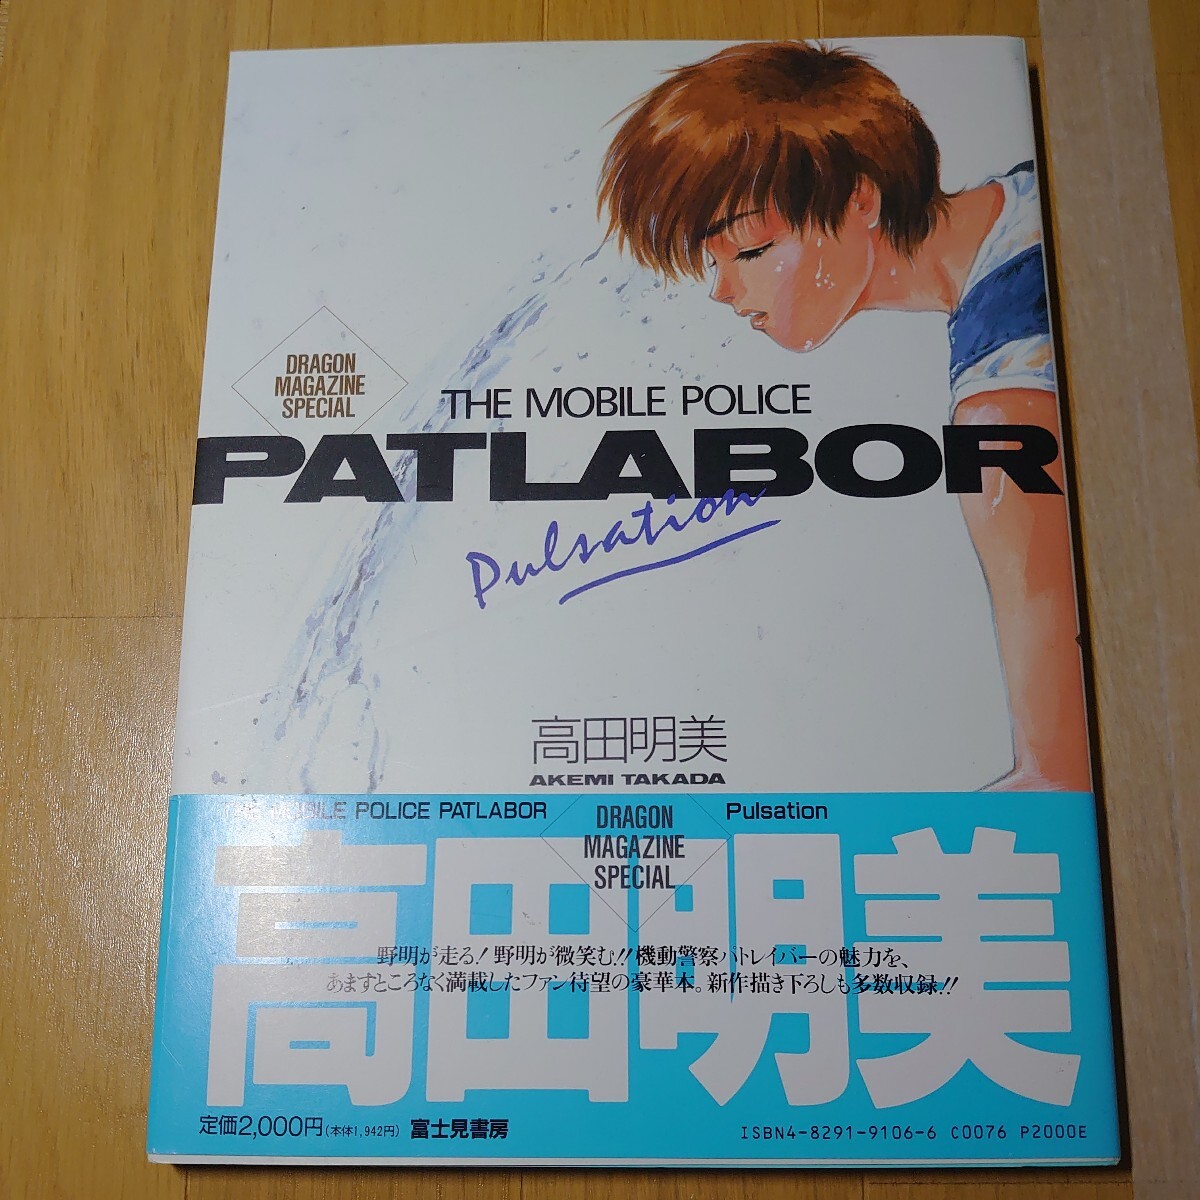 DRAGON
MAGAZINE
SPECIAL
THE MOBILE POLICE
PATLABOR
Pulsation
高田明美
AKEMI TAKADA
THE MOBILE POLICE PATLABOR
DRAGON
MAGAZINE
SPECIAL
Pulsation
高田明美
野明が走る!野明が微笑む!!機動警察パトレイバーの魅力を、
あますところなく満載したファン待望の豪華本。新作描き下ろしも多数収録!!
定価2,000円(本体1,942円) 富士見書房
ISBN4-8291-9106-6 C0076 P2000E